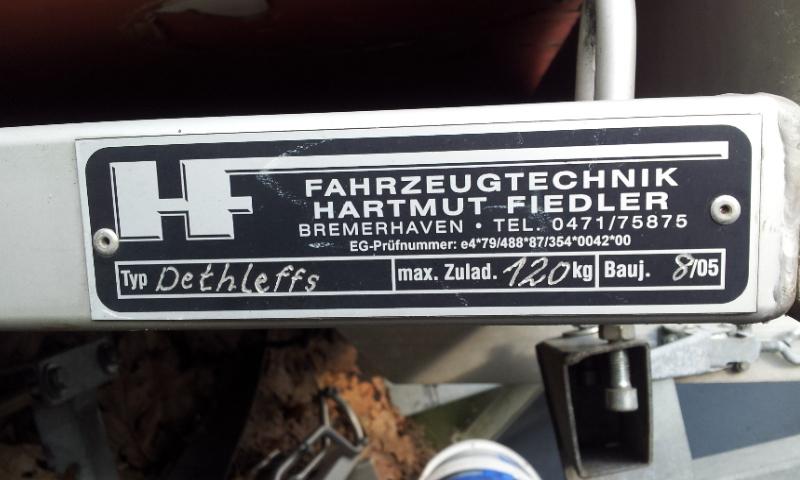 HF
FAHRZEUGTECHNIK
HARTMUT FIEDLER
BREMERHAVEN • TEL. 0471/75875
EG-Prüfnummer: e4*79/488*87/354*0042*00
Typ Dethleffs max. Zulad. 120 kg Bauj. 8/05